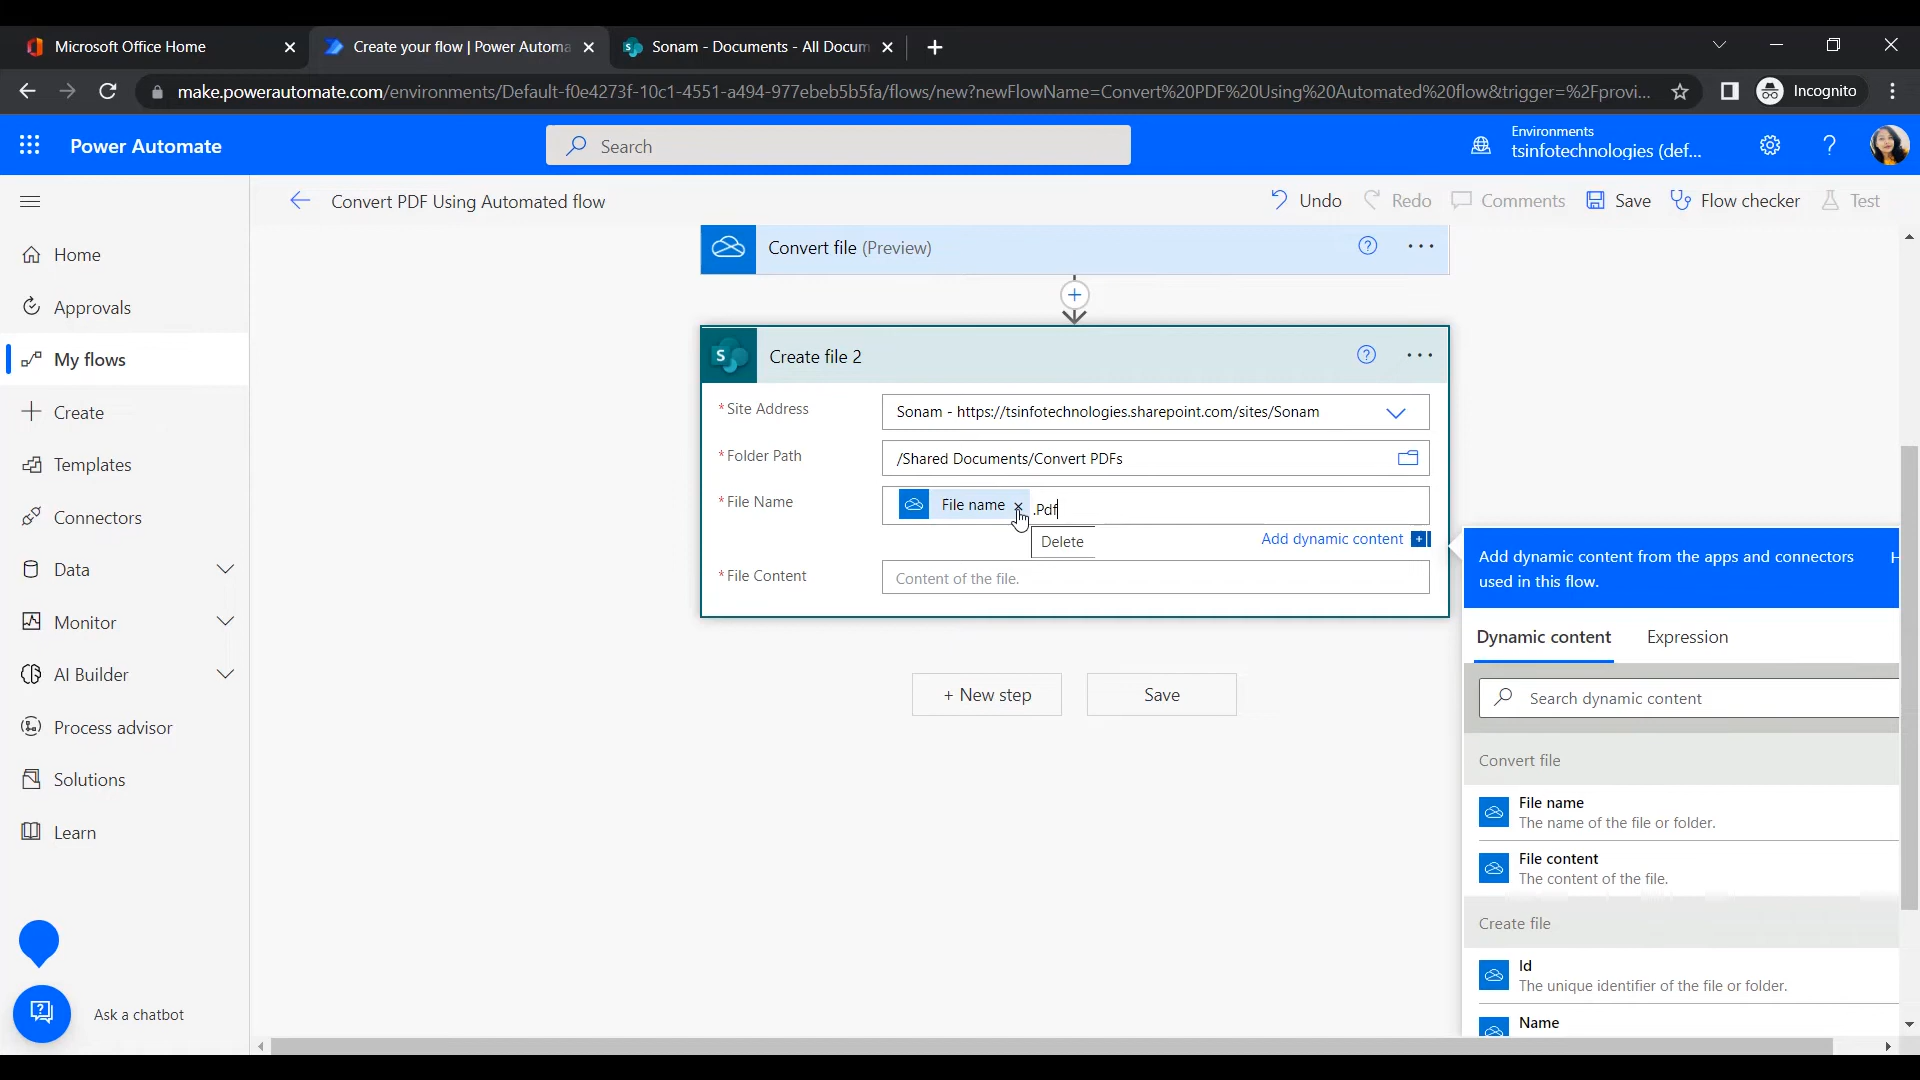 Microsoft Office Home
Create your flow | Power Automa
Sonam - Documents - All Docum
make.powerautomate.com/environments/Default-f0e4273f-10c1-4551-a494-977ebeb5b5fa/flows/new?newFlowName=Convert%20PDF%20Using%20Automated%20flow&trigger=%2Fprovi...
Incognito
Power Automate
Search
Environments
tsinfotechnologies (def...
Convert PDF Using Automated flow
Undo
Redo
Comments
Save
Flow checker
Test
Home
Approvals
My flows
Create
Templates
Connectors
Data
Monitor
AI Builder
Process advisor
Solutions
Learn
Ask a chatbot
Convert file (Preview)
Create file 2
* Site Address
Sonam - https://tsinfotechnologies.sharepoint.com/sites/Sonam
* Folder Path
/Shared Documents/Convert PDFs
* File Name
File name .Pdf
Delete
Add dynamic content
* File Content
Content of the file.
+ New step
Save
Add dynamic content from the apps and connectors
used in this flow.
H
Dynamic content
Expression
Search dynamic content
Convert file
File name
The name of the file or folder.
File content
The content of the file.
Create file
Id
The unique identifier of the file or folder.
Name